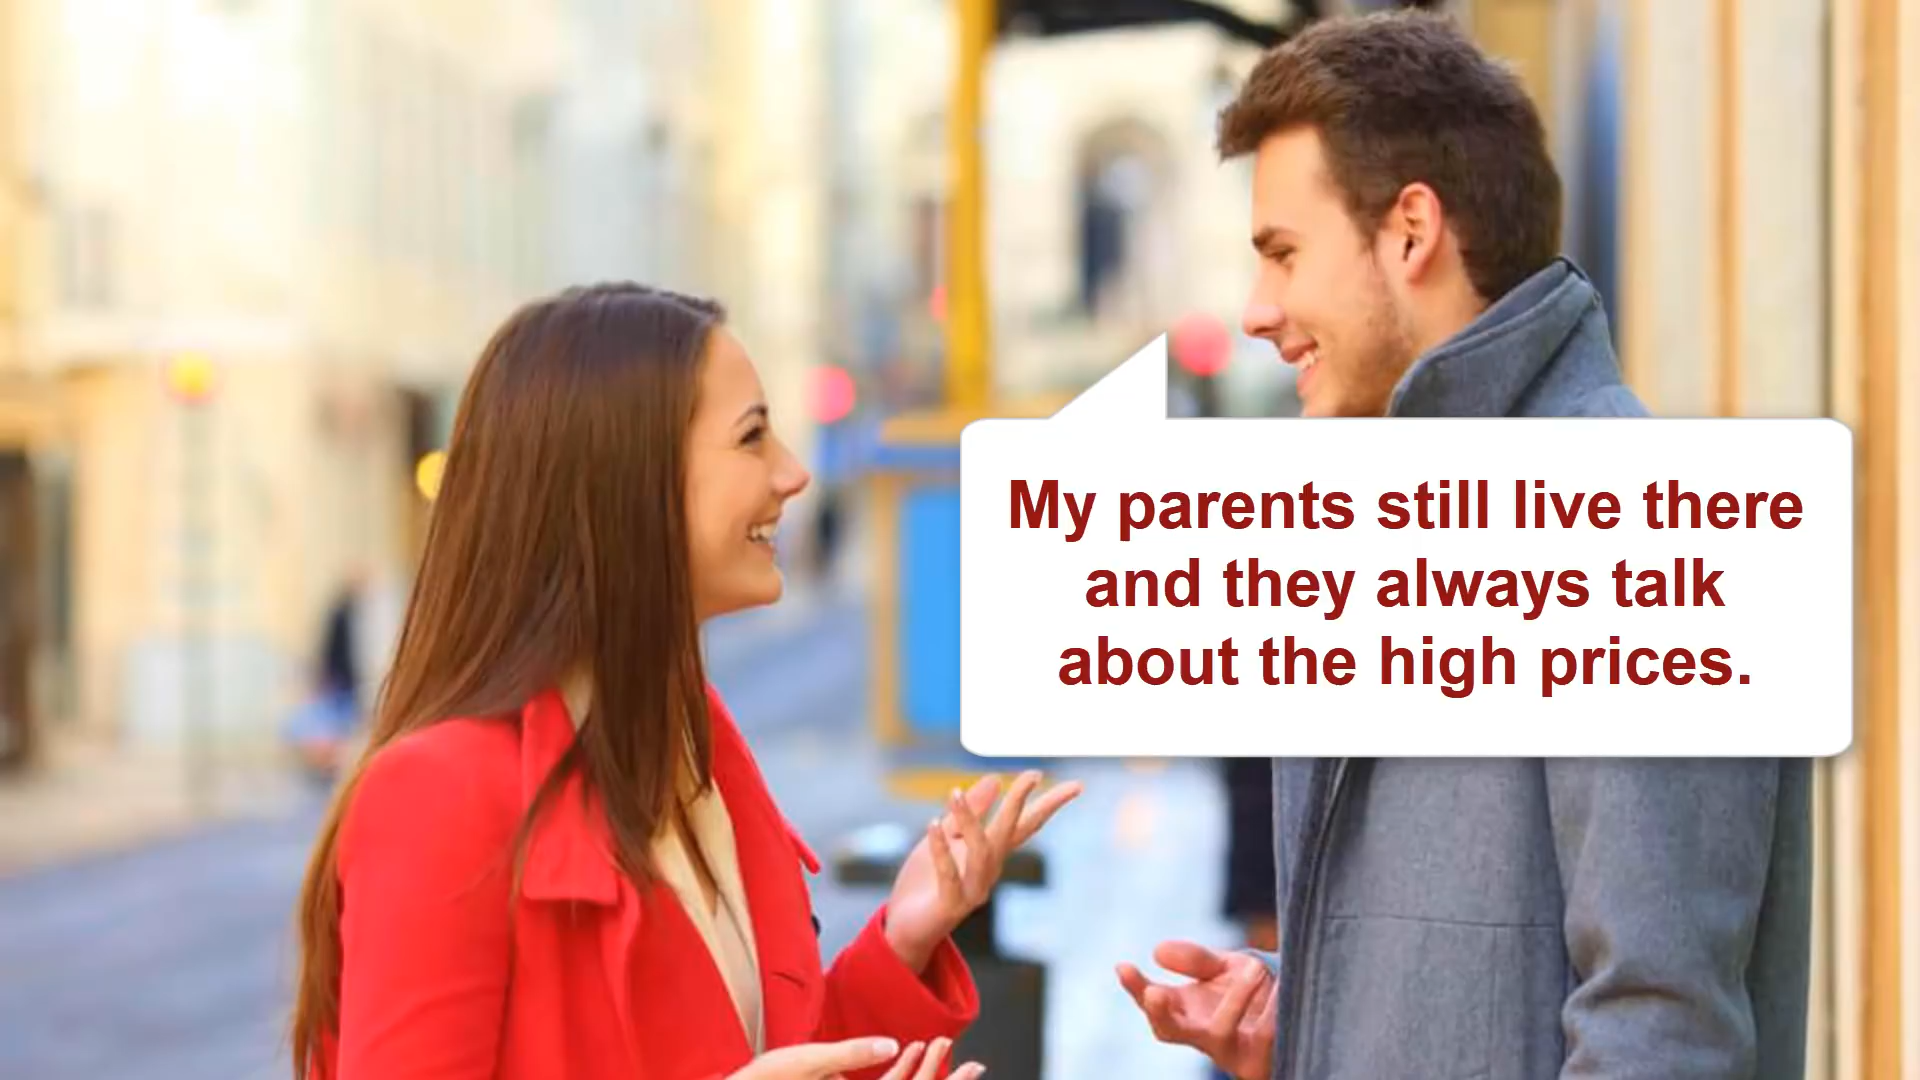 My parents still live there
and they always talk
about the high prices.